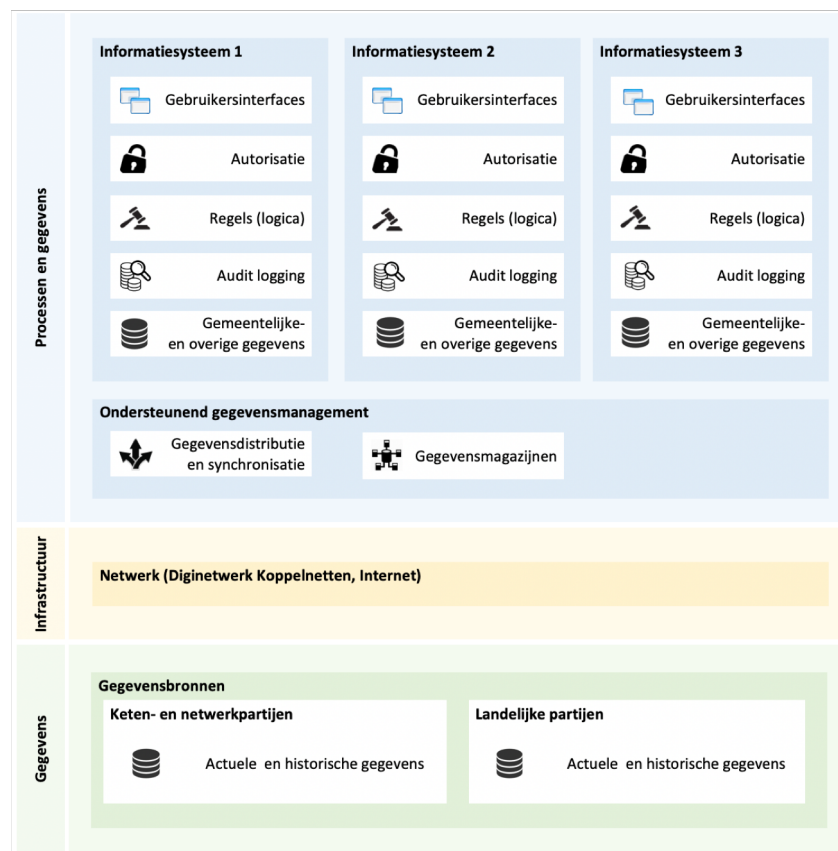 Processen en gegevens
Informatiesysteem 1
Gebruikersinterfaces
Autorisatie
Regels (logica)
Audit logging
Gemeentelijke-
en overige gegevens
Informatiesysteem 2
Gebruikersinterfaces
Autorisatie
Regels (logica)
Audit logging
Gemeentelijke-
en overige gegevens
Informatiesysteem 3
Gebruikersinterfaces
Autorisatie
Regels (logica)
Audit logging
Gemeentelijke-
en overige gegevens
Ondersteunend gegevensmanagement
Gegevensdistributie
en synchronisatie
Gegevensmagazijnen
Infrastructuur
Netwerk (Diginetwerk Koppelnetten, Internet)
Gegevens
Gegevensbronnen
Keten- en netwerkpartijen
Actuele en historische gegevens
Landelijke partijen
Actuele en historische gegevens